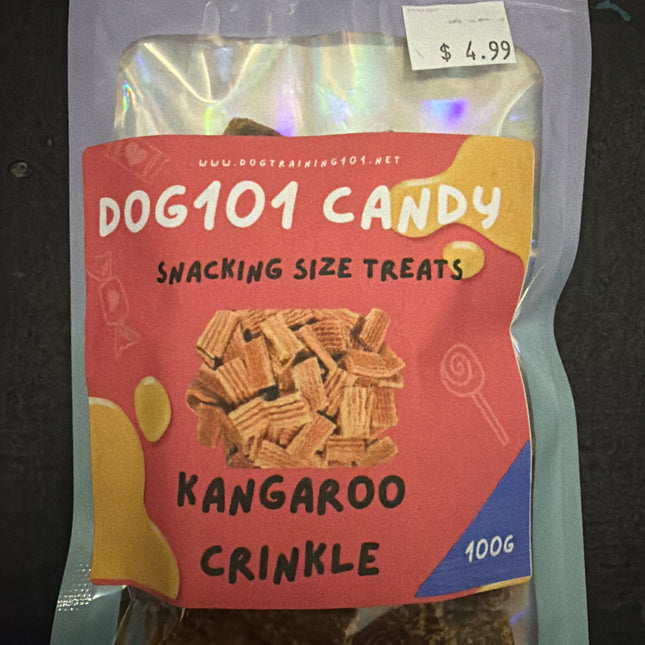 $ 4.99
WWW.DOGTRAINING101.NET
DOG101 CANDY
SNACKING SIZE TREATS
KANGAROO
CRINKLE
100G